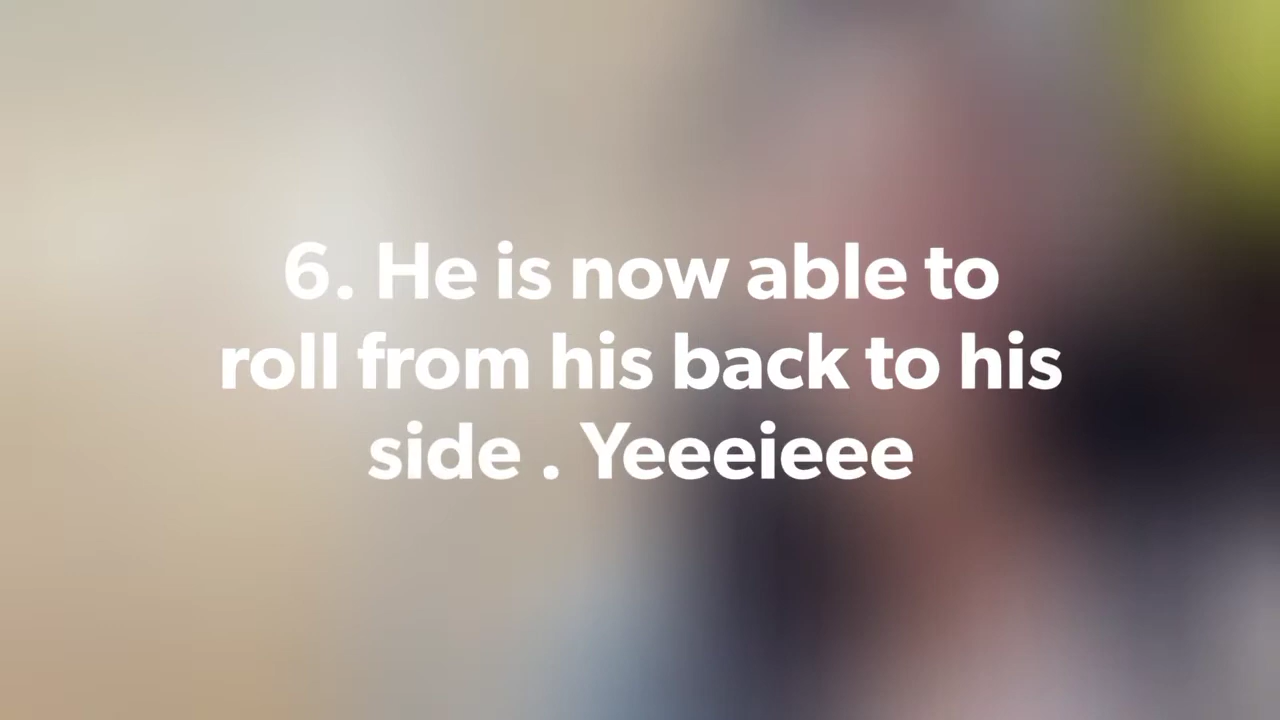 6. He is now able to
roll from his back to his
side . Yeeeieee